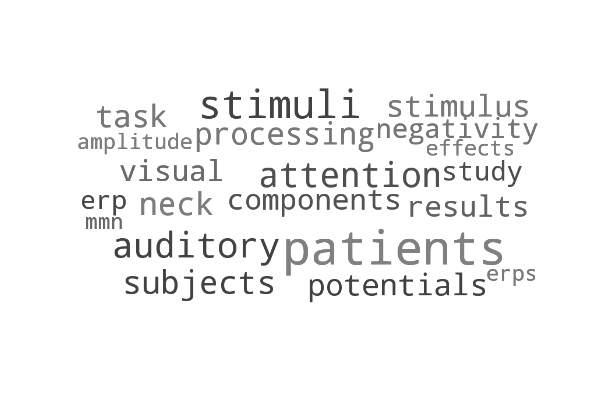 stimuli stimulus
task processing negativity
amplitude effects
visual attention study
erp neck components results
mmn
auditory patients
subjects potentials erps